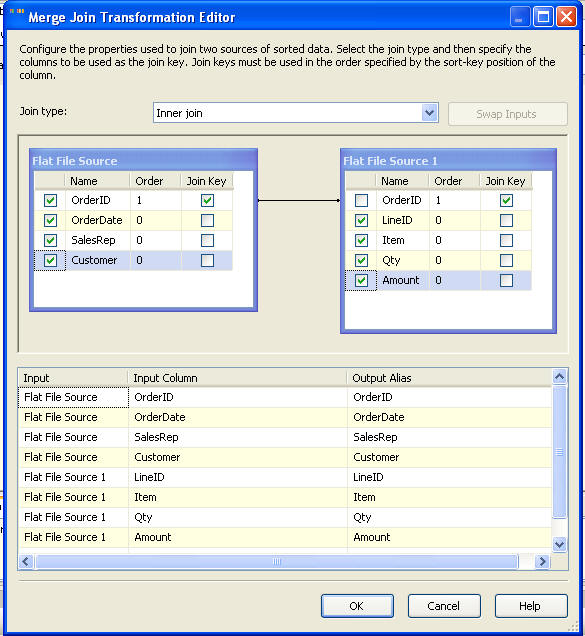 Merge Join Transformation Editor
Configure the properties used to join two sources of sorted data. Select the join type and then specify the
columns to be used as the join key. Join keys must be used in the order specified by the sort-key position of
the column.
Join type: Inner join Swap Inputs
Flat File Source
Name Order Join Key
OrderID 1
OrderDate 0
SalesRep 0
Customer 0
Flat File Source 1
Name Order Join Key
OrderID 1
LineID 0
Item 0
Qty 0
Amount 0
Input Input Column Output Alias
Flat File Source OrderID OrderID
Flat File Source OrderDate OrderDate
Flat File Source SalesRep SalesRep
Flat File Source Customer Customer
Flat File Source 1 LineID LineID
Flat File Source 1 Item Item
Flat File Source 1 Qty Qty
Flat File Source 1 Amount Amount
OK Cancel Help